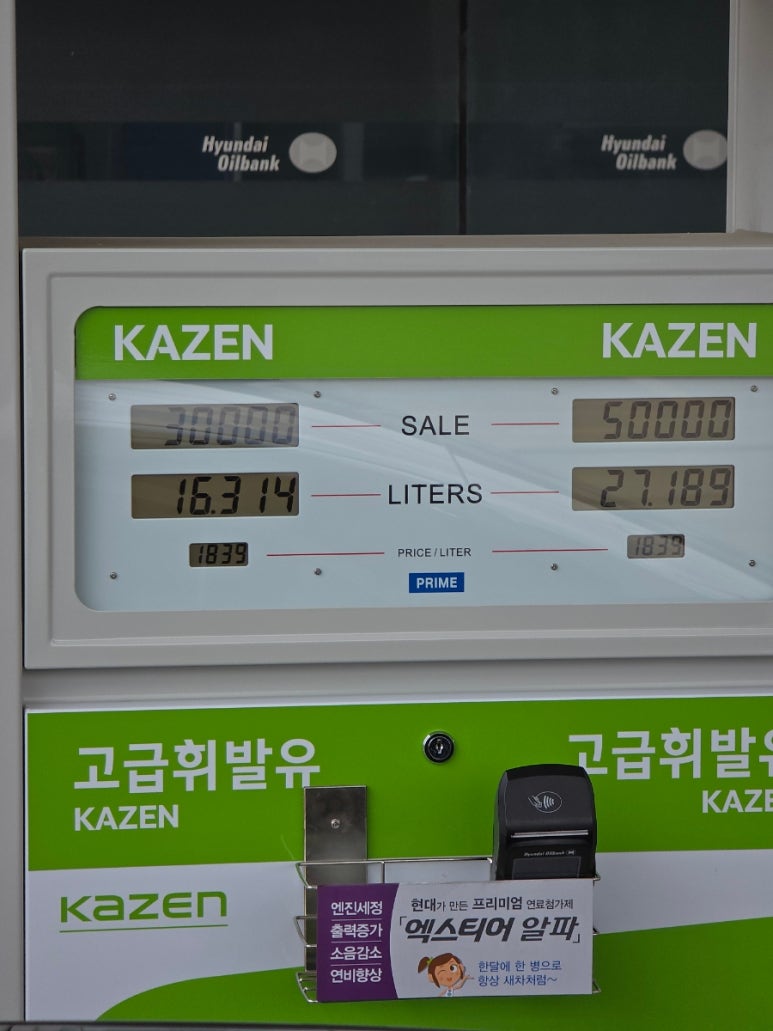 Hyundai
Oilbank
Hyundai
Oilbank
KAZEN
KAZEN
30000
SALE
50000
16.314
LITERS
27.189
1839
PRICE/LITER
1839
PRIME
고급휘발유
KAZEN
고급휘발유
KAZE
Hyundai Oilbank
kazen
엔진세정
출력증가
소음감소
연비향상
현대가 만든 프리미엄 연료첨가제
「엑스티어 알파」
한달에 한 병으로
항상 새차처럼~